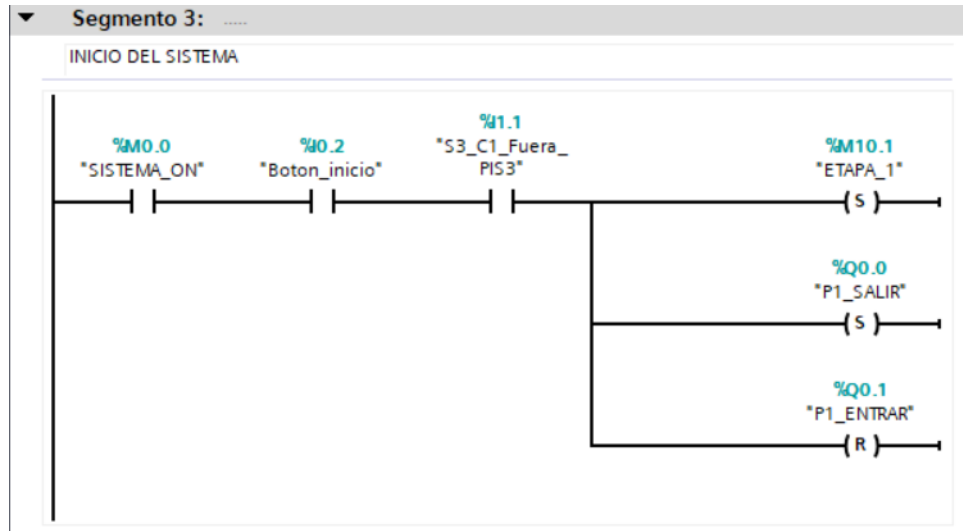 Segmento 3: .....
INICIO DEL SISTEMA
%M0.0
"SISTEMA_ON"
%I0.2
"Boton_inicio"
%I1.1
"S3_C1_Fuera_
PIS3"
%M10.1
"ETAPA_1"
S
%Q0.0
"P1_SALIR"
S
%Q0.1
"P1_ENTRAR"
R